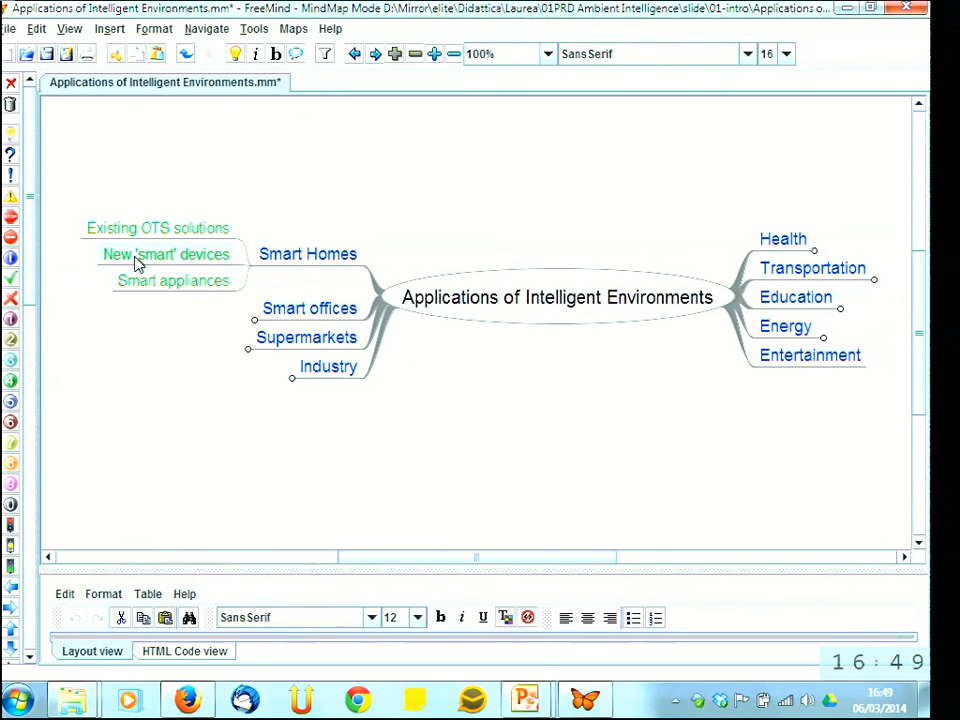 Applications of Intelligent Environments.mm* - FreeMind - MindMap Mode D:\Mirror\elite\Didattica\Laurea\01PRD Ambient Intelligence\slide\01-intro\Applications o...
ile Edit View Insert Format Navigate Tools Maps Help
i b 100% SansSerif 16
Applications of Intelligent Environments.mm*
Existing OTS solutions
New 'smart' devices
Smart appliances
Smart Homes
Smart offices
Supermarkets
Industry
Applications of Intelligent Environments
Health
Transportation
Education
Energy
Entertainment
Edit Format Table Help
SansSerif 12 b i U
Layout view HTML Code view
16:49
16:49
06/03/2014